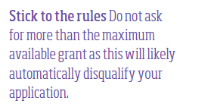 Stick to the rules Do not ask
for more than the maximum
available grant as this will likely
automatically disqualify your
application.